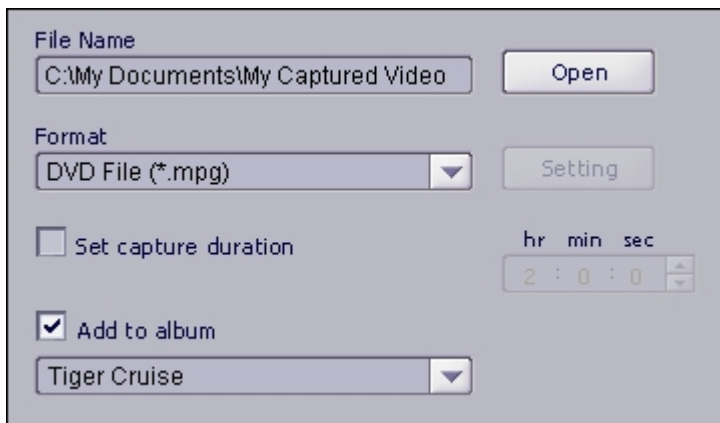 File Name
C:\My Documents\My Captured Video
Open
Format
DVD File (*.mpg)
Setting
Set capture duration
hr min sec
2 : 0 : 0
Add to album
Tiger Cruise